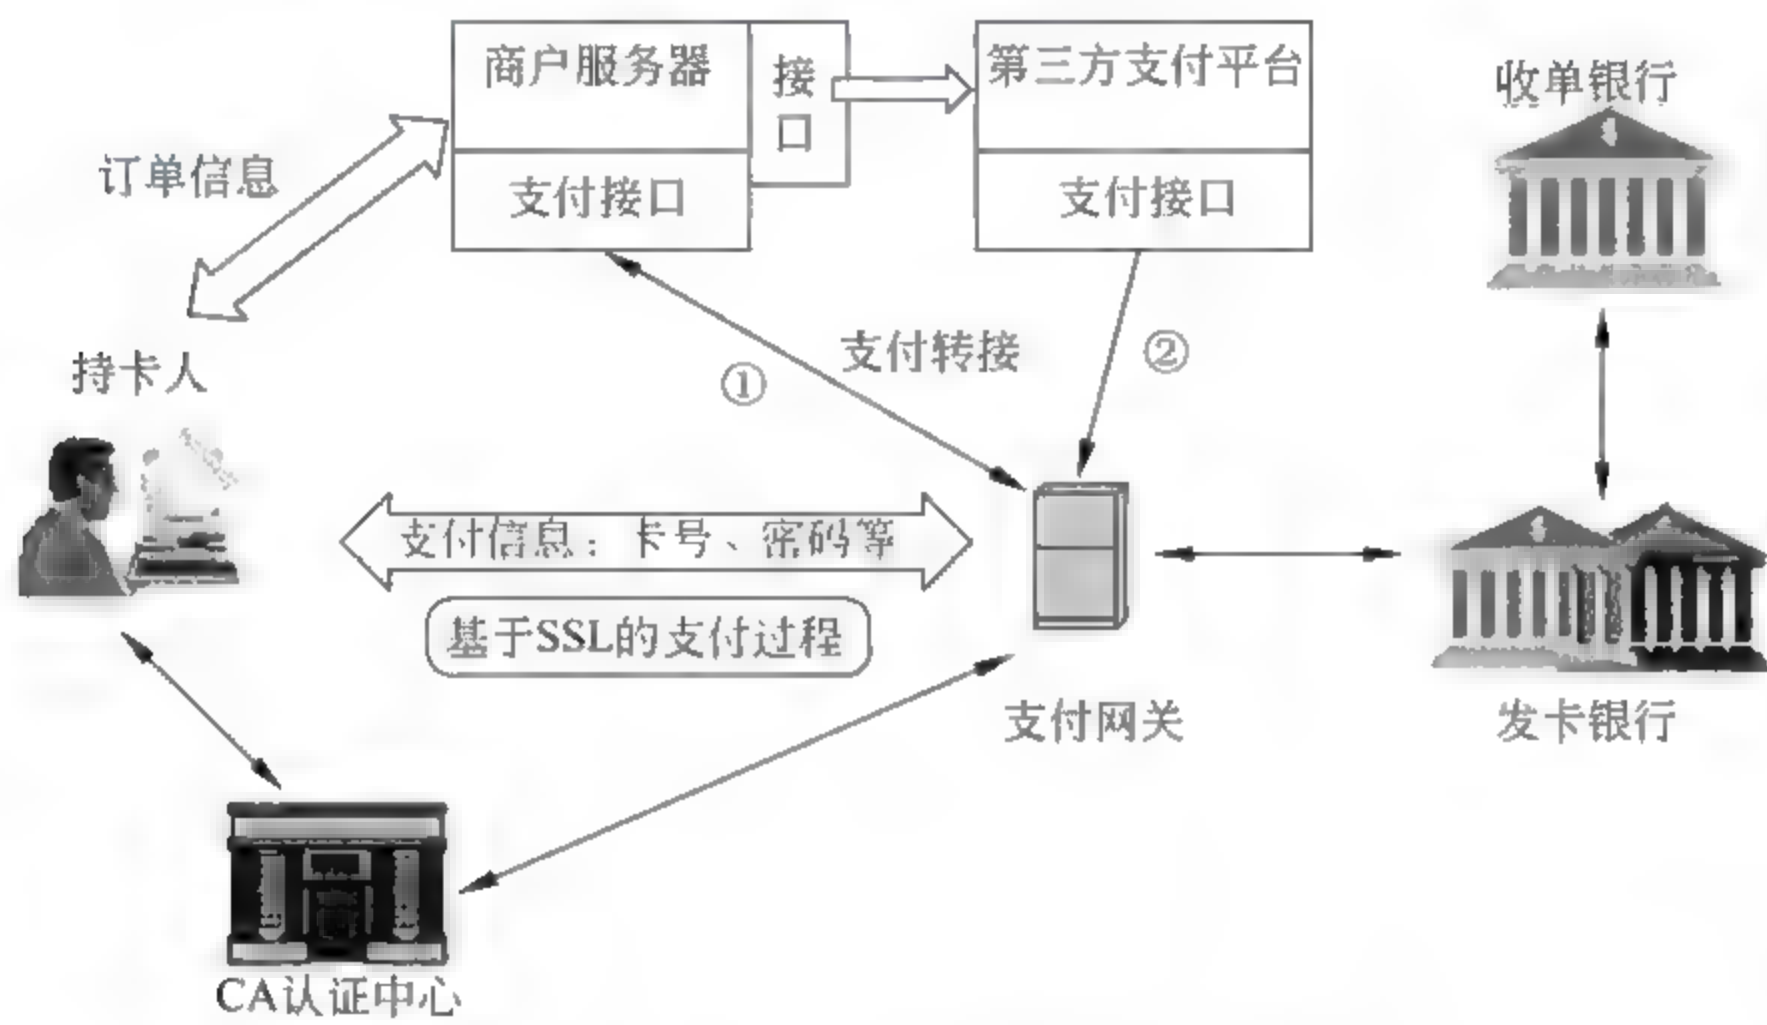 商户服务器
接口
第三方支付平台
收单银行
订单信息
支付接口
支付接口
持卡人
支付转接
①
②
支付信息：卡号、密码等
基于SSL的支付过程
支付网关
发卡银行
CA认证中心